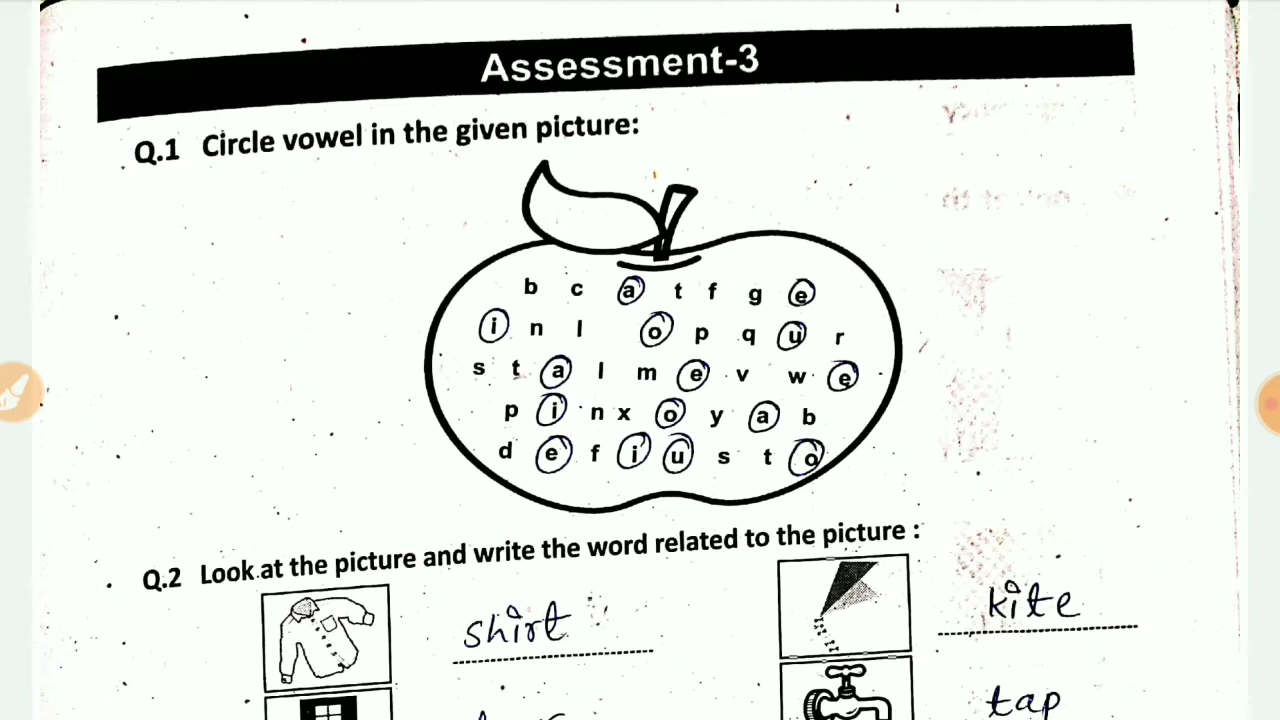 Assessment-3
Q.1 Circle vowel in the given picture:
b c a t f g e
i n l o p q u r
s t a l m e v w e
p i n x o y a b
d e f i u s t o
Q.2 Look at the picture and write the word related to the picture :
shirt kite
tap